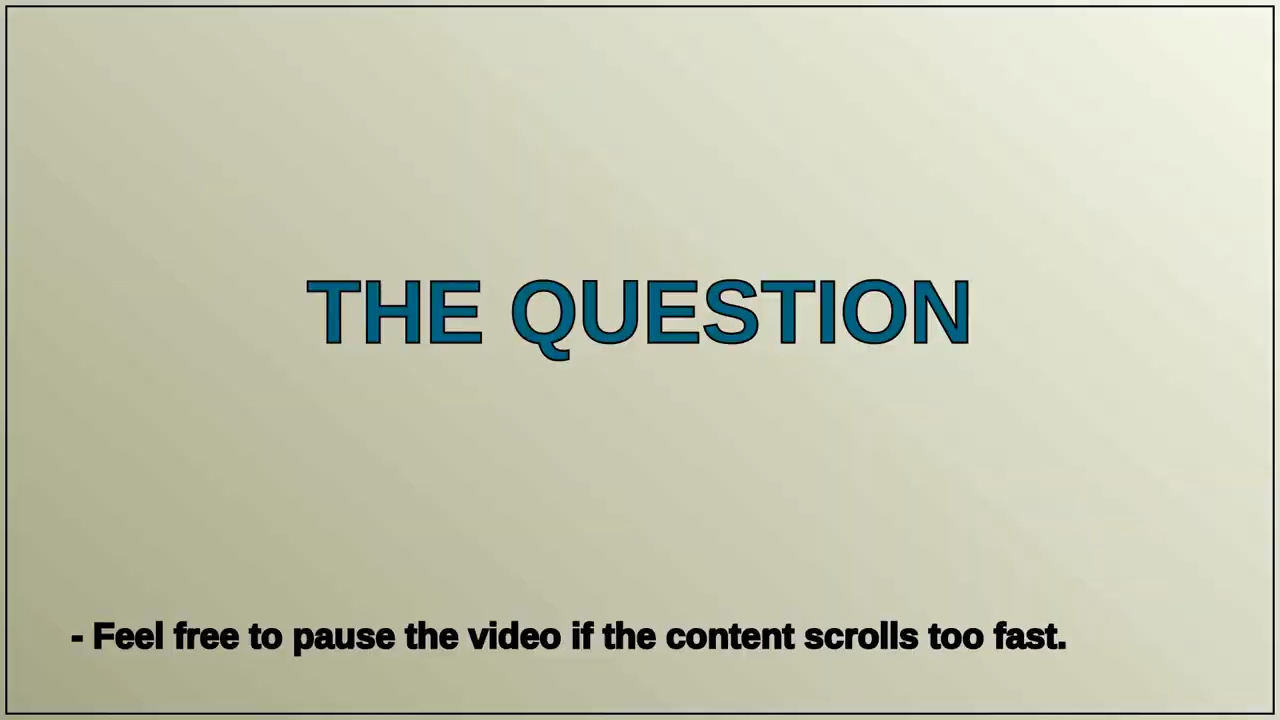 THE QUESTION
- Feel free to pause the video if the content scrolls too fast.